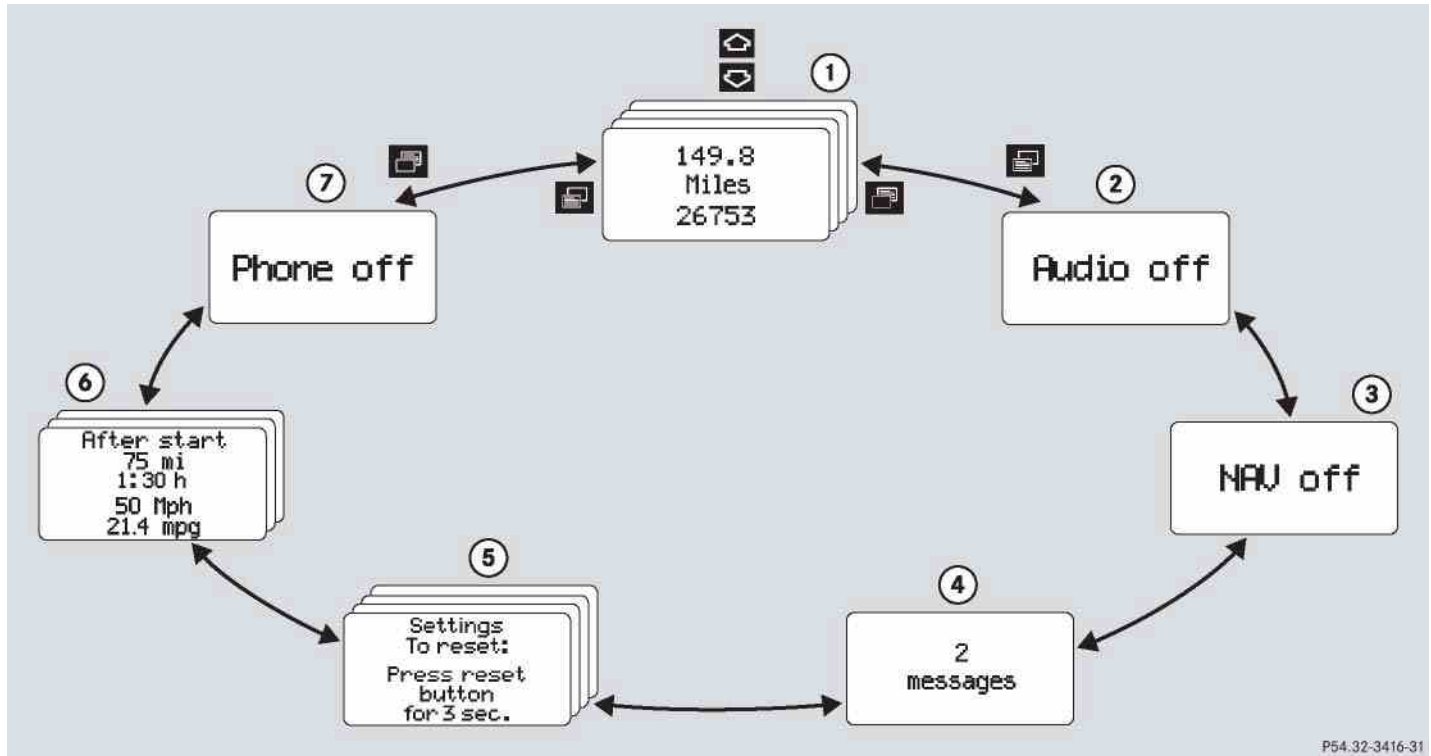 1
149.8
Miles
26753
2
Audio off
3
NAV off
4
2
messages
5
Settings
To reset:
Press reset
button
for 3 sec.
6
After start
75 mi
1:30 h
50 Mph
21.4 mpg
7
Phone off
P54.32-3416-31